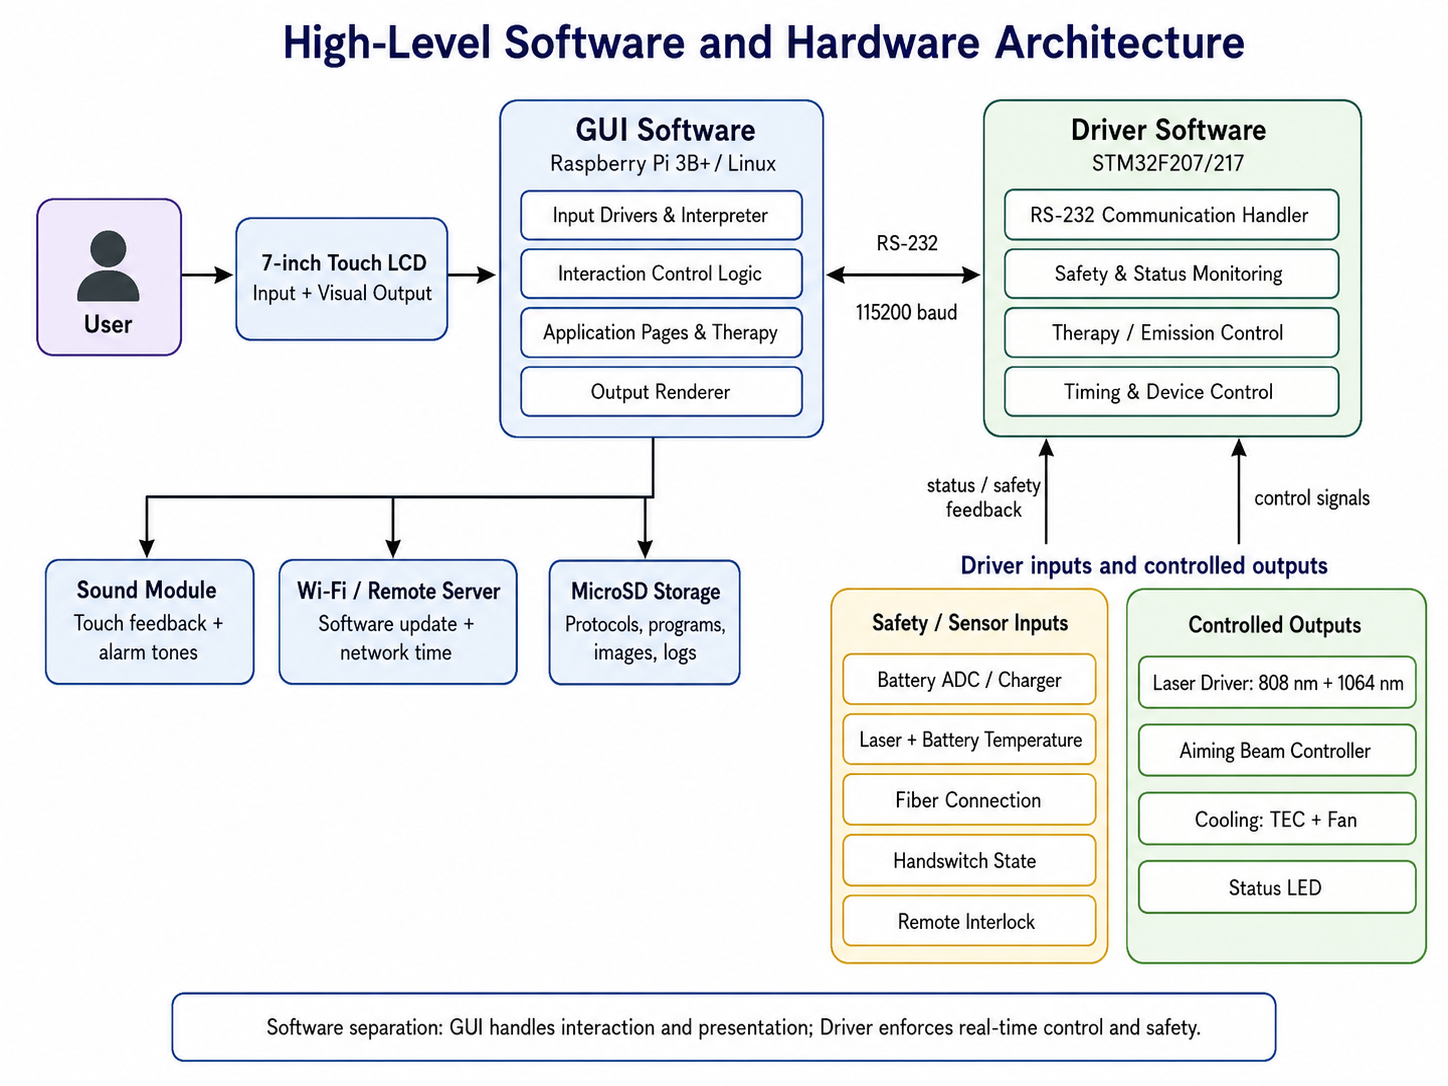 High-Level Software and Hardware Architecture
User
7-inch Touch LCD
Input + Visual Output
GUI Software
Raspberry Pi 3B+ / Linux
Input Drivers & Interpreter
Interaction Control Logic
Application Pages & Therapy
Output Renderer
RS-232
115200 baud
Driver Software
STM32F207/217
RS-232 Communication Handler
Safety & Status Monitoring
Therapy / Emission Control
Timing & Device Control
status / safety
feedback
control signals
Sound Module
Touch feedback +
alarm tones
Wi-Fi / Remote Server
Software update +
network time
MicroSD Storage
Protocols, programs,
images, logs
Driver inputs and controlled outputs
Safety / Sensor Inputs
Battery ADC / Charger
Laser + Battery Temperature
Fiber Connection
Handswitch State
Remote Interlock
Controlled Outputs
Laser Driver: 808 nm + 1064 nm
Aiming Beam Controller
Cooling: TEC + Fan
Status LED
Software separation: GUI handles interaction and presentation; Driver enforces real-time control and safety.